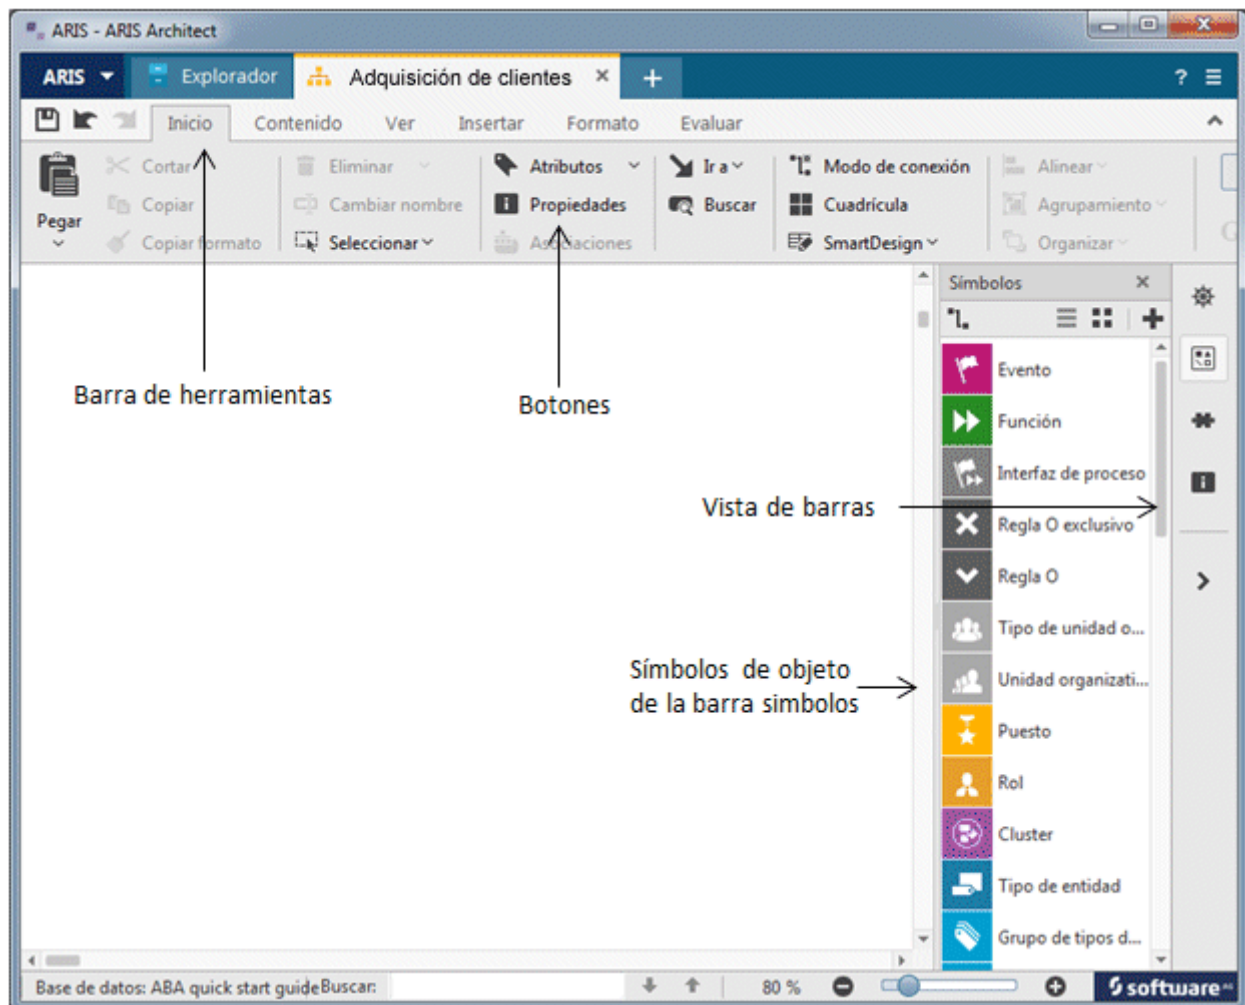 ARIS - ARIS Architect
ARIS Explorador Adquisición de clientes × + ?
Inicio Contenido Ver Insertar Formato Evaluar
Cortar Eliminar Atributos Ir a Modo de conexión Alinear
Pegar Copiar Cambiar nombre Propiedades Buscar Cuadrícula Agrupamiento
Copiar formato Seleccionar Asociaciones SmartDesign Organizar
Símbolos
Evento
Barra de herramientas
Botones
Función
Interfaz de proceso
Vista de barras
Regla O exclusivo
Regla O
Tipo de unidad o...
Símbolos de objeto
de la barra simbolos
Unidad organizati...
Puesto
Rol
Cluster
Tipo de entidad
Grupo de tipos d...
Base de datos: ABA quick start guide Buscar: 80 % software AG